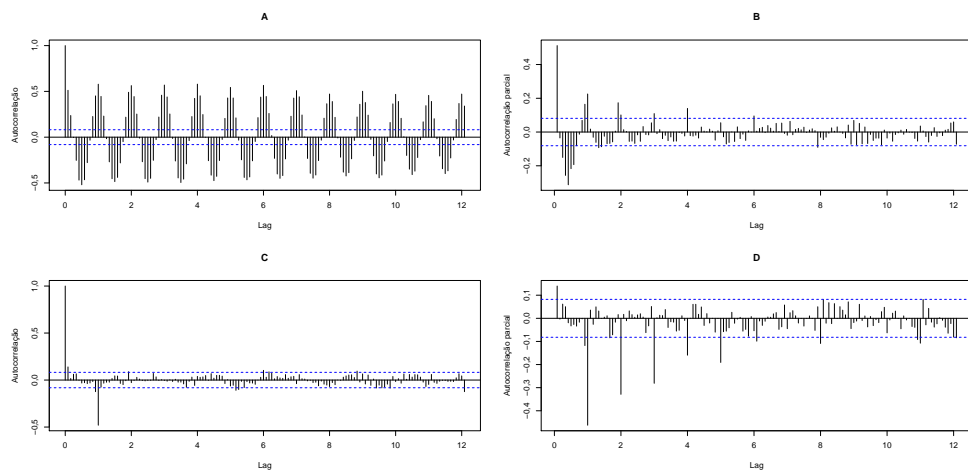 A
Autocorrelação
1,0
0,5
0,0
−0,5
0 2 4 6 8 10 12
Lag
B
Autocorrelação parcial
0,4
0,2
0,0
−0,2
0 2 4 6 8 10 12
Lag
C
Autocorrelação
1,0
0,5
0,0
−0,5
0 2 4 6 8 10 12
Lag
D
Autocorrelação parcial
0,1
0,0
−0,1
−0,2
−0,3
−0,4
0 2 4 6 8 10 12
Lag